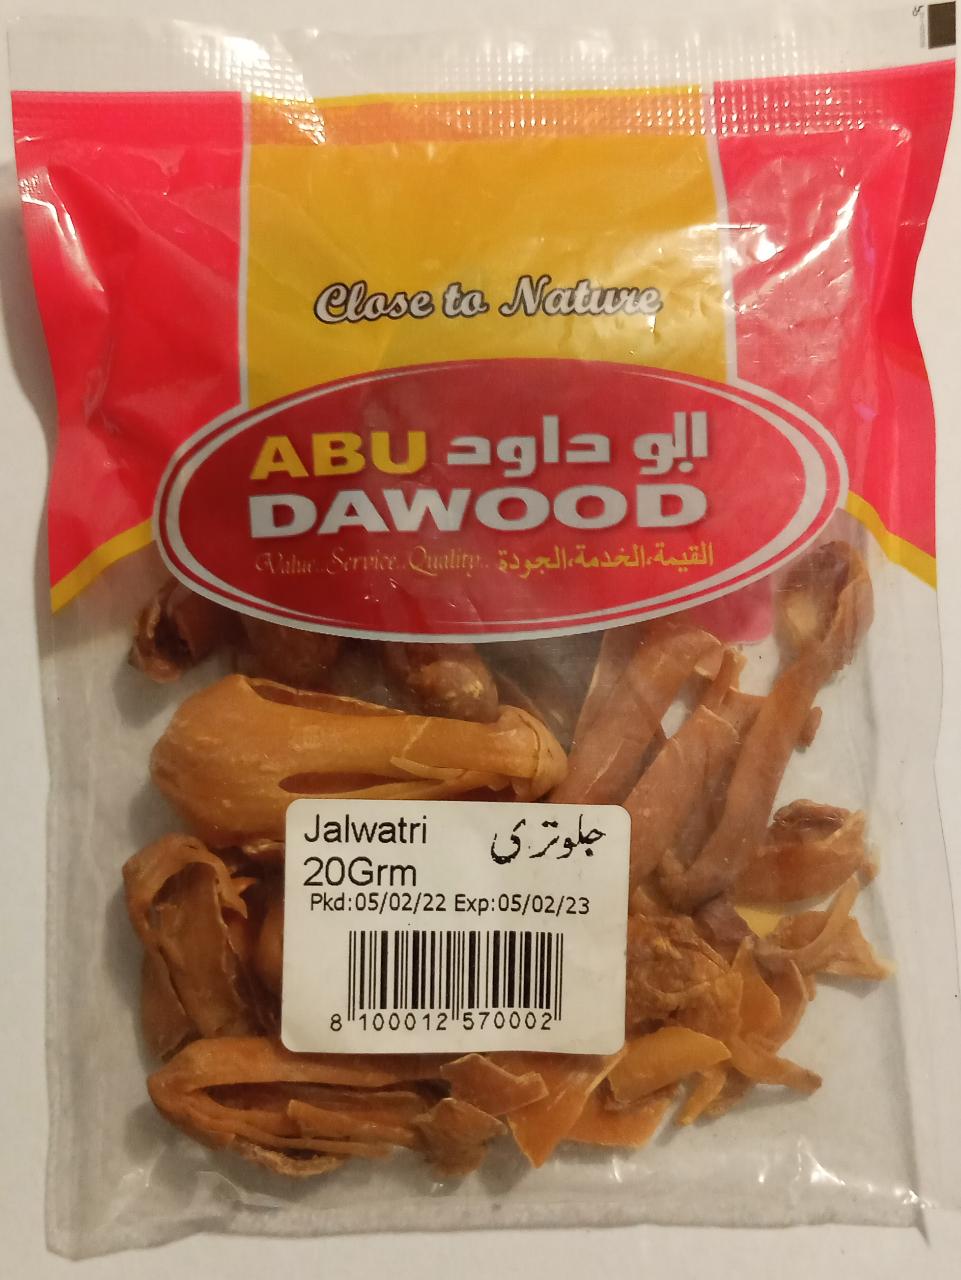 Close to Nature
ABU ابو داود
DAWOOD
Value..Service..Quality.. القيمة،الخدمة،الجودة
Jalwatri جلوتری
20Grm
Pkd:05/02/22 Exp:05/02/23
8 100012 570002